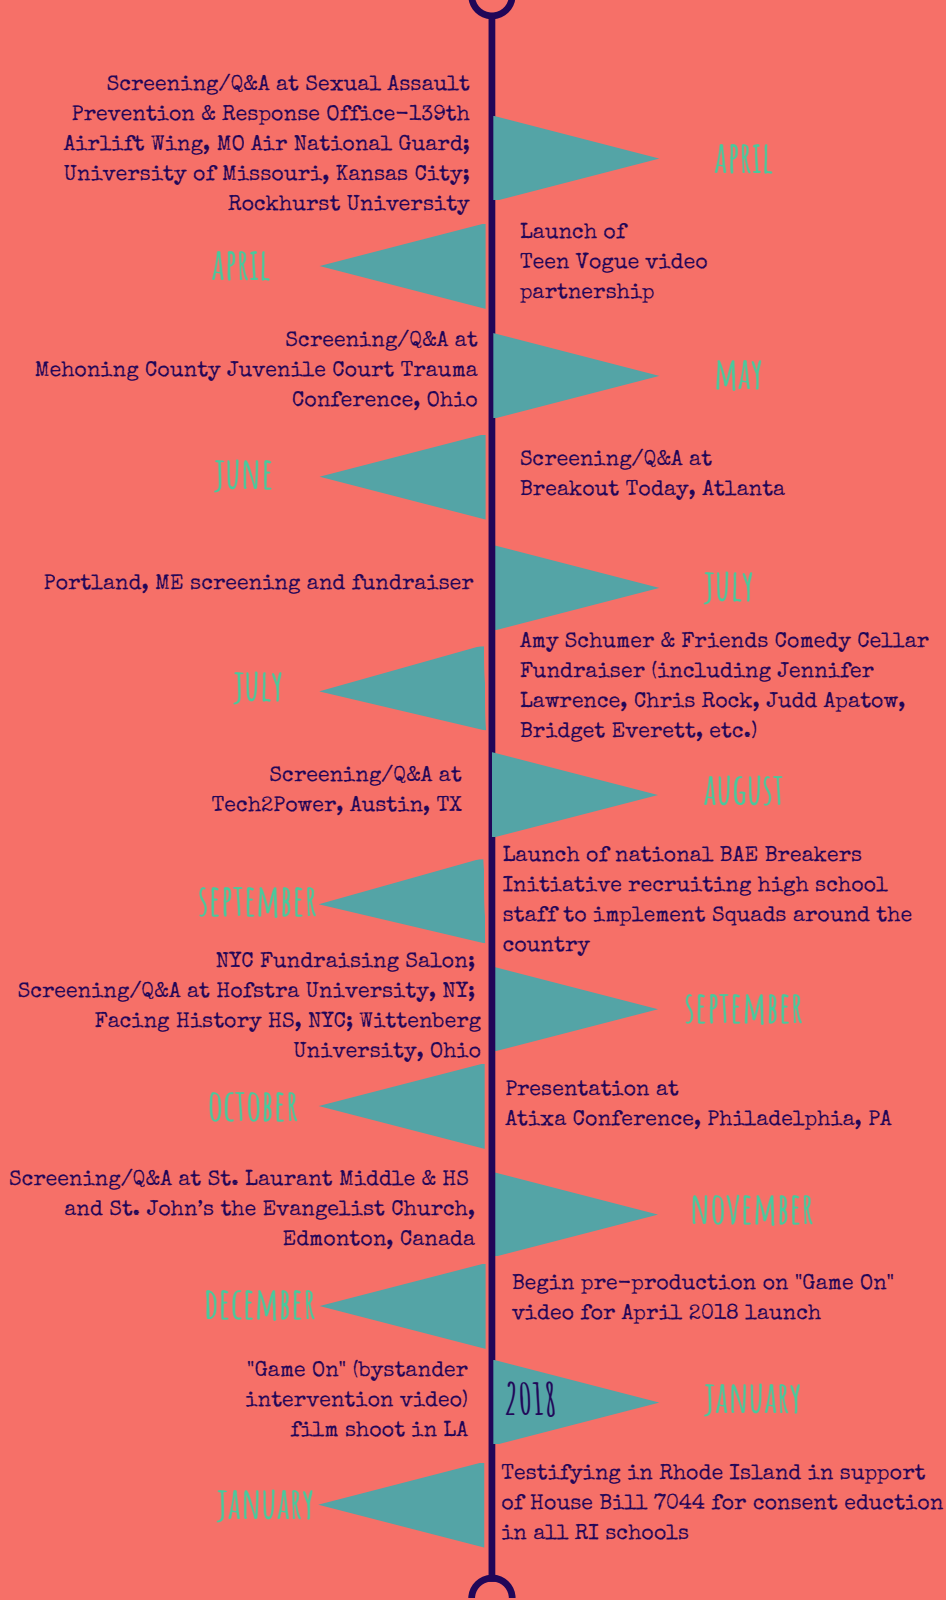 Screening/Q&A at Sexual Assault
Prevention & Response Office-139th
Airlift Wing, MO Air National Guard;
University of Missouri, Kansas City;
Rockhurst University
APRIL
APRIL
Launch of
Teen Vogue video
partnership
Screening/Q&A at
Mehoning County Juvenile Court Trauma
Conference, Ohio
MAY
JUNE
Screening/Q&A at
Breakout Today, Atlanta
Portland, ME screening and fundraiser
JULY
JULY
Amy Schumer & Friends Comedy Cellar
Fundraiser (including Jennifer
Lawrence, Chris Rock, Judd Apatow,
Bridget Everett, etc.)
Screening/Q&A at
Tech2Power, Austin, TX
AUGUST
SEPTEMBER
Launch of national BAE Breakers
Initiative recruiting high school
staff to implement Squads around the
country
NYC Fundraising Salon;
Screening/Q&A at Hofstra University, NY;
Facing History HS, NYC; Wittenberg
University, Ohio
SEPTEMBER
OCTOBER
Presentation at
Atixa Conference, Philadelphia, PA
Screening/Q&A at St. Laurant Middle & HS
and St. John's the Evangelist Church,
Edmonton, Canada
NOVEMBER
DECEMBER
Begin pre-production on "Game On"
video for April 2018 launch
"Game On" (bystander
intervention video)
film shoot in LA
2018
JANUARY
JANUARY
Testifying in Rhode Island in support
of House Bill 7044 for consent eduction
in all RI schools